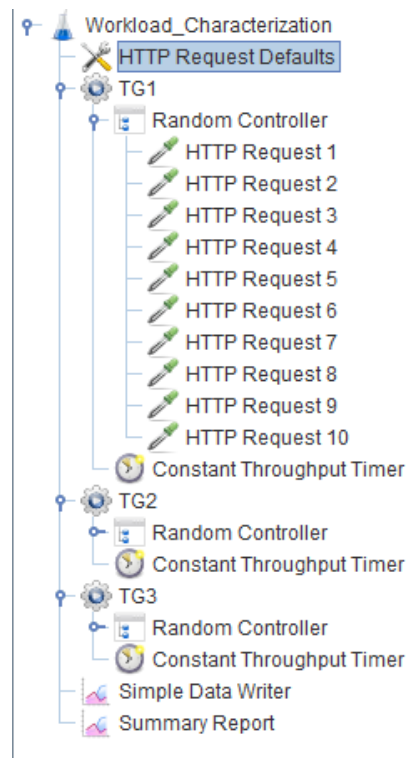 Workload_Characterization
HTTP Request Defaults
TG1
Random Controller
HTTP Request 1
HTTP Request 2
HTTP Request 3
HTTP Request 4
HTTP Request 5
HTTP Request 6
HTTP Request 7
HTTP Request 8
HTTP Request 9
HTTP Request 10
Constant Throughput Timer
TG2
Random Controller
Constant Throughput Timer
TG3
Random Controller
Constant Throughput Timer
Simple Data Writer
Summary Report